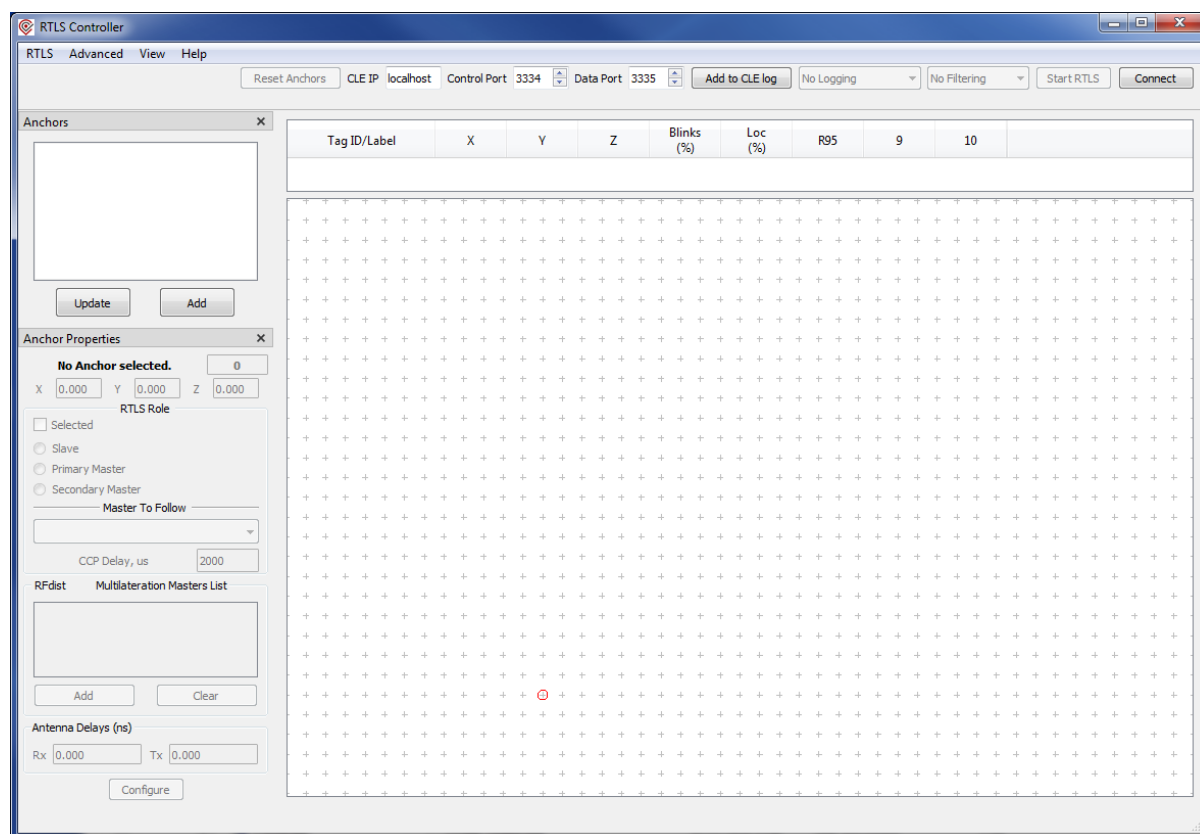 RTLS Controller
RTLS Advanced View Help
Reset Anchors CLE IP localhost Control Port 3334 Data Port 3335 Add to CLE log No Logging No Filtering Start RTLS Connect
Anchors
Update Add
Anchor Properties
No Anchor selected. 0
X 0.000 Y 0.000 Z 0.000
RTLS Role
Selected
Slave
Primary Master
Secondary Master
Master To Follow
CCP Delay, us 2000
RFdist Multilateration Masters List
Add Clear
Antenna Delays (ns)
Rx 0.000 Tx 0.000
Configure
Tag ID/Label X Y Z Blinks (%) Loc (%) R95 9 10